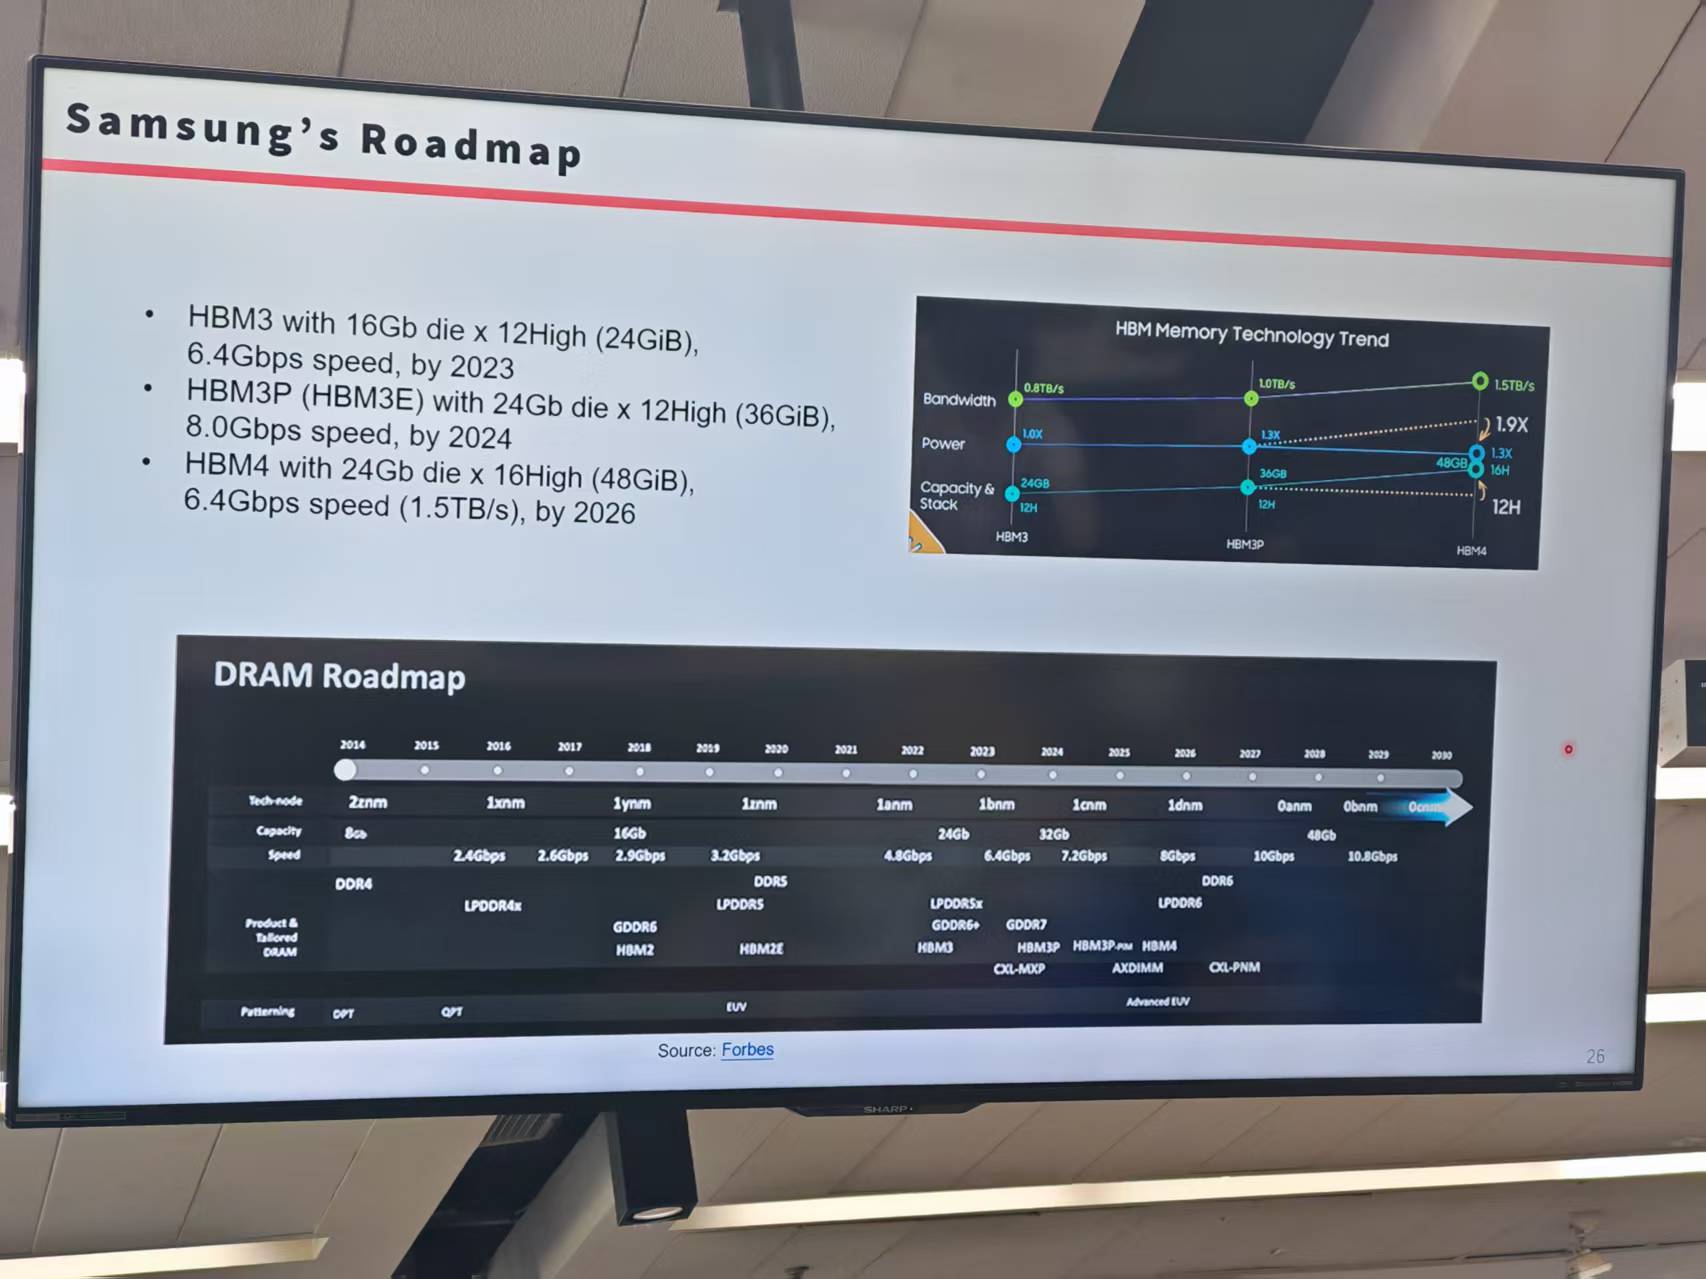 Samsung's Roadmap
• HBM3 with 16Gb die x 12High (24GiB),
6.4Gbps speed, by 2023
• HBM3P (HBM3E) with 24Gb die x 12High (36GiB),
8.0Gbps speed, by 2024
• HBM4 with 24Gb die x 16High (48GiB),
6.4Gbps speed (1.5TB/s), by 2026
HBM Memory Technology Trend
Bandwidth 0.8TB/s 1.0TB/s 1.5TB/s
1.9X
Power 1.0X 1.3X 1.3X
Capacity & 24GB 36GB 48GB 16H
Stack 12H 12H 12H
HBM3 HBM3P HBM4
DRAM Roadmap
2014 2015 2016 2017 2018 2019 2020 2021 2022 2023 2024 2025 2026 2027 2028 2029 2030
Tech-node 2znm 1xnm 1ynm 1znm 1anm 1bnm 1cnm 1dnm 0anm 0bnm 0cnm
Capacity 8Gb 16Gb 24Gb 32Gb 48Gb
Speed 2.4Gbps 2.6Gbps 2.9Gbps 3.2Gbps 4.8Gbps 6.4Gbps 7.2Gbps 8Gbps 10Gbps 10.8Gbps
DDR4 DDR5 DDR6
LPDDR4x LPDDR5 LPDDR5x LPDDR6
Product &
Tailored
DRAM
GDDR6 GDDR6+ GDDR7
HBM2 HBM2E HBM3 HBM3P HBM3P-PIM HBM4
CXL-MXP AXDIMM CXL-PNM
Patterning DPT QPT EUV Advanced EUV
Source: Forbes
26
SHARP